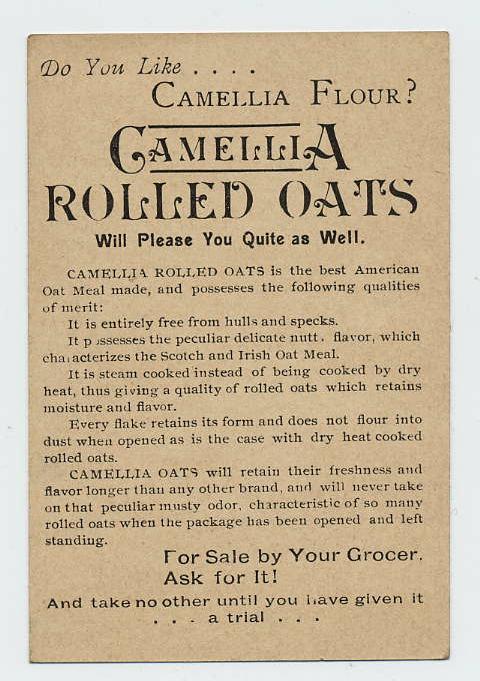 Do You Like . . . .
CAMELLIA FLOUR?
CAMELLIA
ROLLED OATS
Will Please You Quite as Well.
CAMELLIA ROLLED OATS is the best American
Oat Meal made, and possesses the following qualities
of merit:
It is entirely free from hulls and specks.
It possesses the peculiar delicate nutty flavor, which
characterizes the Scotch and Irish Oat Meal.
It is steam cooked instead of being cooked by dry
heat, thus giving a quality of rolled oats which retains
moisture and flavor.
Every flake retains its form and does not flour into
dust when opened as is the case with dry heat cooked
rolled oats.
CAMELLIA OATS will retain their freshness and
flavor longer than any other brand, and will never take
on that peculiar musty odor, characteristic of so many
rolled oats when the package has been opened and left
standing.
For Sale by Your Grocer.
Ask for It!
And take no other until you have given it
. . . a trial . . .